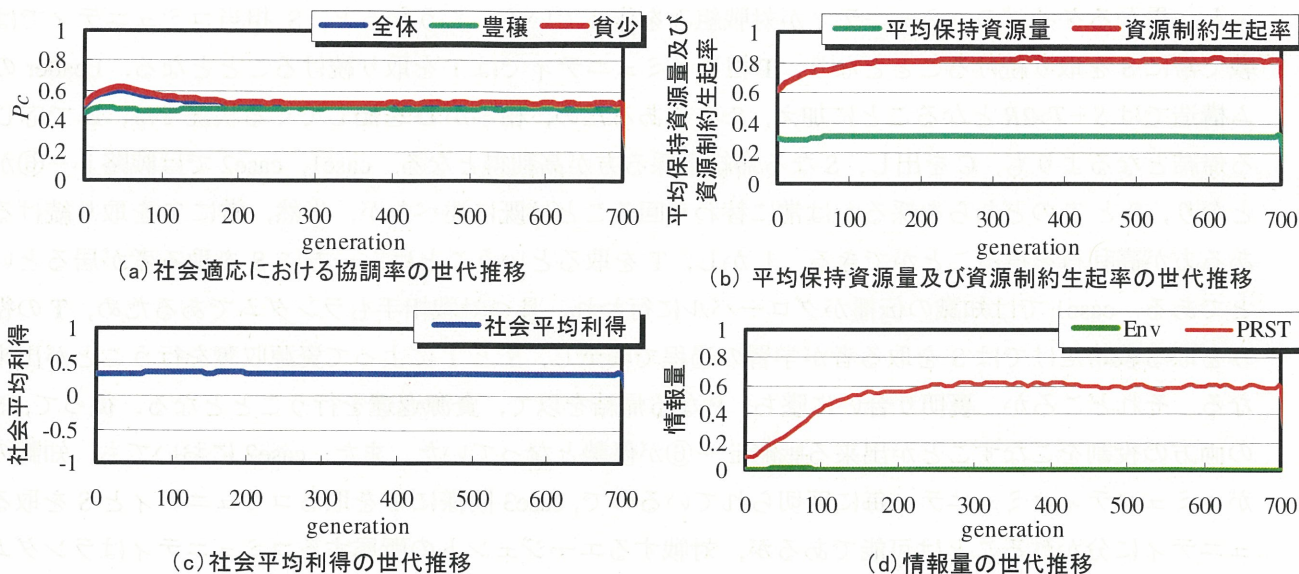 全体 豊穣 貧少
1
0.8
0.6
0.4
0.2
0
Pc
0 100 200 300 400 500 600 700
generation
(a)社会適応における協調率の世代推移
平均保持資源量 資源制約生起率
1
0.8
0.6
0.4
0.2
0
平均保持資源量及び
資源制約生起率
0 100 200 300 400 500 600 700
generation
(b) 平均保持資源量及び資源制約生起率の世代推移
社会平均利得
1
0.5
0
-0.5
-1
社会平均利得
0 100 200 300 400 500 600 700
generation
(c)社会平均利得の世代推移
Env PRST
1
0.8
0.6
0.4
0.2
0
情報量
0 100 200 300 400 500 600 700
generation
(d)情報量の世代推移